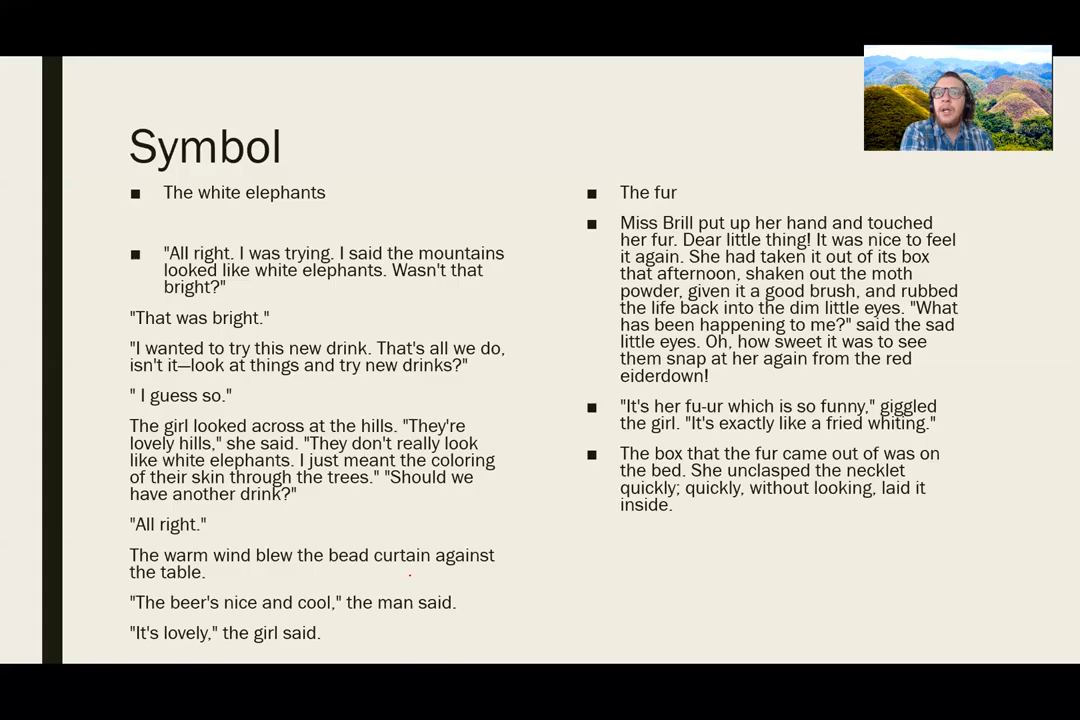 Symbol
■ The white elephants
■ "All right. I was trying. I said the mountains
looked like white elephants. Wasn't that
bright?"
"That was bright."
"I wanted to try this new drink. That's all we do,
isn't it—look at things and try new drinks?"
" I guess so."
The girl looked across at the hills. "They're
lovely hills," she said. "They don't really look
like white elephants. I just meant the coloring
of their skin through the trees." "Should we
have another drink?"
"All right."
The warm wind blew the bead curtain against
the table.
"The beer's nice and cool," the man said.
"It's lovely," the girl said.
■ The fur
■ Miss Brill put up her hand and touched
her fur. Dear little thing! It was nice to feel
it again. She had taken it out of its box
that afternoon, shaken out the moth
powder, given it a good brush, and rubbed
the life back into the dim little eyes. "What
has been happening to me?" said the sad
little eyes. Oh, how sweet it was to see
them snap at her again from the red
eiderdown!
■ "It's her fu-ur which is so funny," giggled
the girl. "It's exactly like a fried whiting."
■ The box that the fur came out of was on
the bed. She unclasped the necklet
quickly; quickly, without looking, laid it
inside.